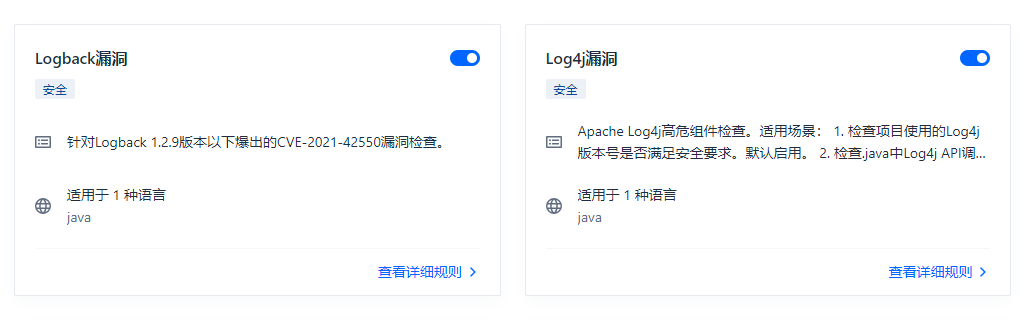 Logback漏洞
安全
针对Logback 1.2.9版本以下爆出的CVE-2021-42550漏洞检查。
适用于 1 种语言
java
查看详细规则
Log4j漏洞
安全
Apache Log4j高危组件检查。适用场景： 1. 检查项目使用的Log4j
版本号是否满足安全要求。默认启用。 2. 检查.java中Log4j API调...
适用于 1 种语言
java
查看详细规则